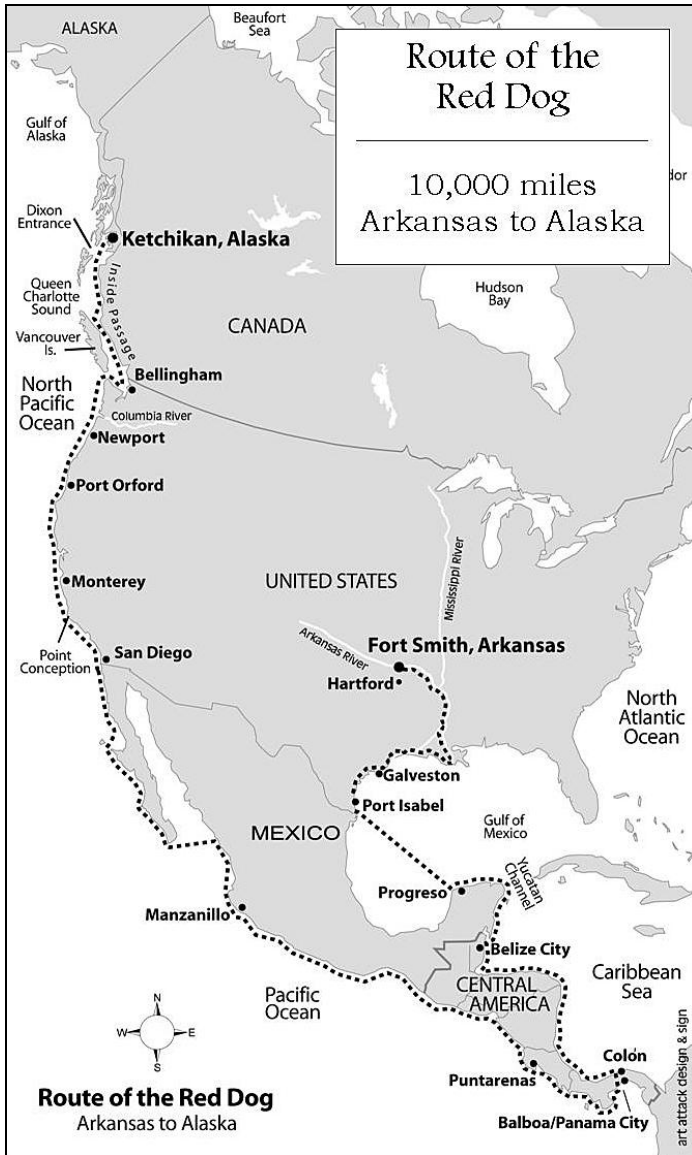 ALASKA
Beaufort
Sea
Route of the
Red Dog
10,000 miles
Arkansas to Alaska
dor
Gulf of
Alaska
Dixon
Entrance
Ketchikan, Alaska
Queen
Charlotte
Sound
Inside Passage
Hudson
Bay
CANADA
Vancouver
Is.
Bellingham
North
Pacific
Ocean
Columbia River
Newport
Port Orford
Mississippi River
Monterey
UNITED STATES
Arkansas River
Fort Smith, Arkansas
Point
Conception
San Diego
Hartford
North
Atlantic
Ocean
Galveston
Port Isabel
MEXICO
Gulf of
Mexico
Yucatan
Channel
Progreso
Manzanillo
Belize City
CENTRAL
AMERICA
Caribbean
Sea
Pacific
Ocean
N
W
E
S
Puntarenas
Colón
Balboa/Panama City
Route of the Red Dog
Arkansas to Alaska
art attack design & sign